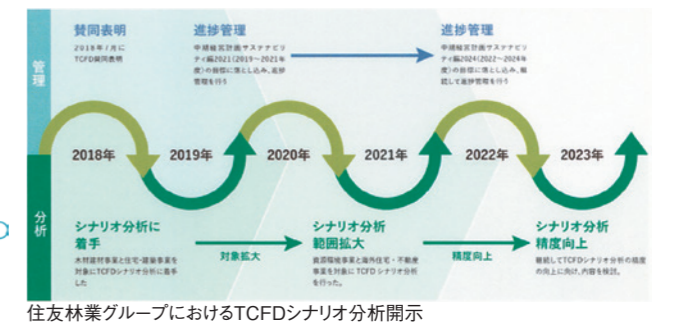 管理
賛同表明
2018年7月に
TCFD賛同表明
進捗管理
中期経営計画サステナビリ
ティ編2021(2019〜2021年
度)の指標に落とし込み、進捗
管理を行う
進捗管理
中期経営計画サステナビリ
ティ編2024(2022〜2024年
度)の指標に落とし込み、継
続して進捗管理を行う
2018年
2019年
2020年
2021年
2022年
2023年
分析
シナリオ分析に
着手
木材建材事業と住宅・建築事業を
対象にTCFDシナリオ分析に着手
した
対象拡大
シナリオ分析
範囲拡大
資源環境事業と海外住宅・不動産
事業を対象にTCFDシナリオ分析
を行った。
精度向上
シナリオ分析
精度向上
継続してTCFDシナリオ分析の精度
の向上に向け、内容を検討。
住友林業グループにおけるTCFDシナリオ分析開示